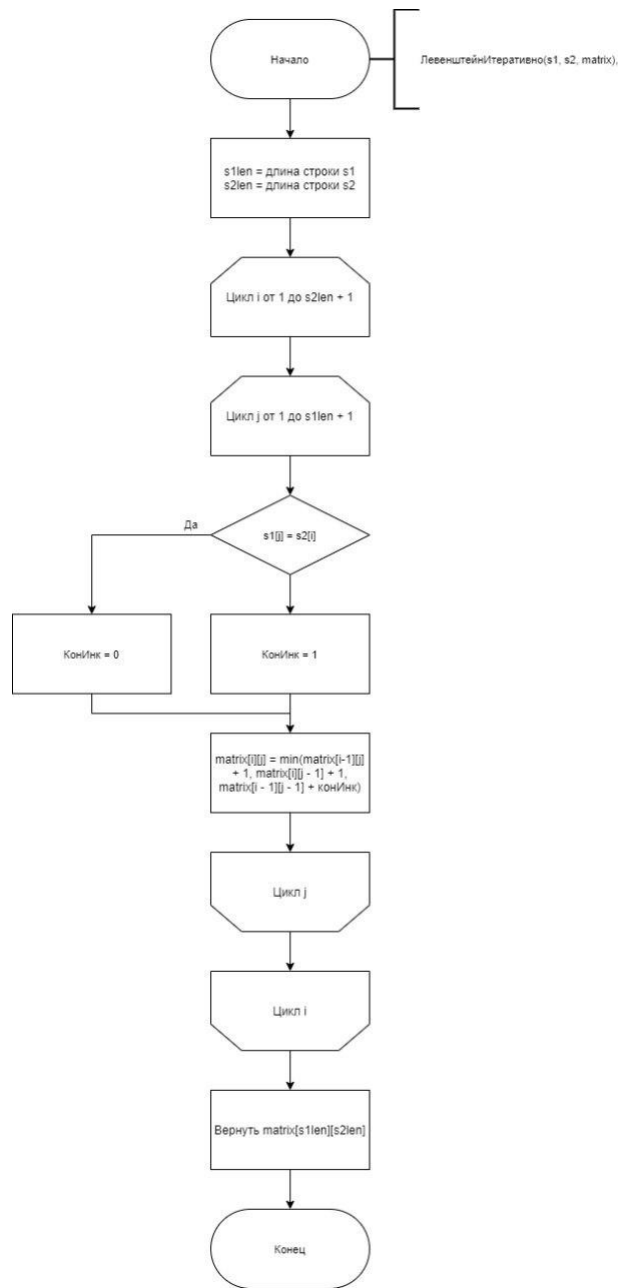 Начало
ЛевенштейнИтеративно(s1, s2, matrix),
s1len = длина строки s1
s2len = длина строки s2
Цикл i от 1 до s2len + 1
Цикл j от 1 до s1len + 1
Да
s1[j] = s2[i]
КонИнк = 0
КонИнк = 1
matrix[i][j] = min(matrix[i-1][j]
+ 1, matrix[i][j - 1] + 1,
matrix[i - 1][j - 1] + конИнк)
Цикл j
Цикл i
Вернуть matrix[s1len][s2len]
Конец